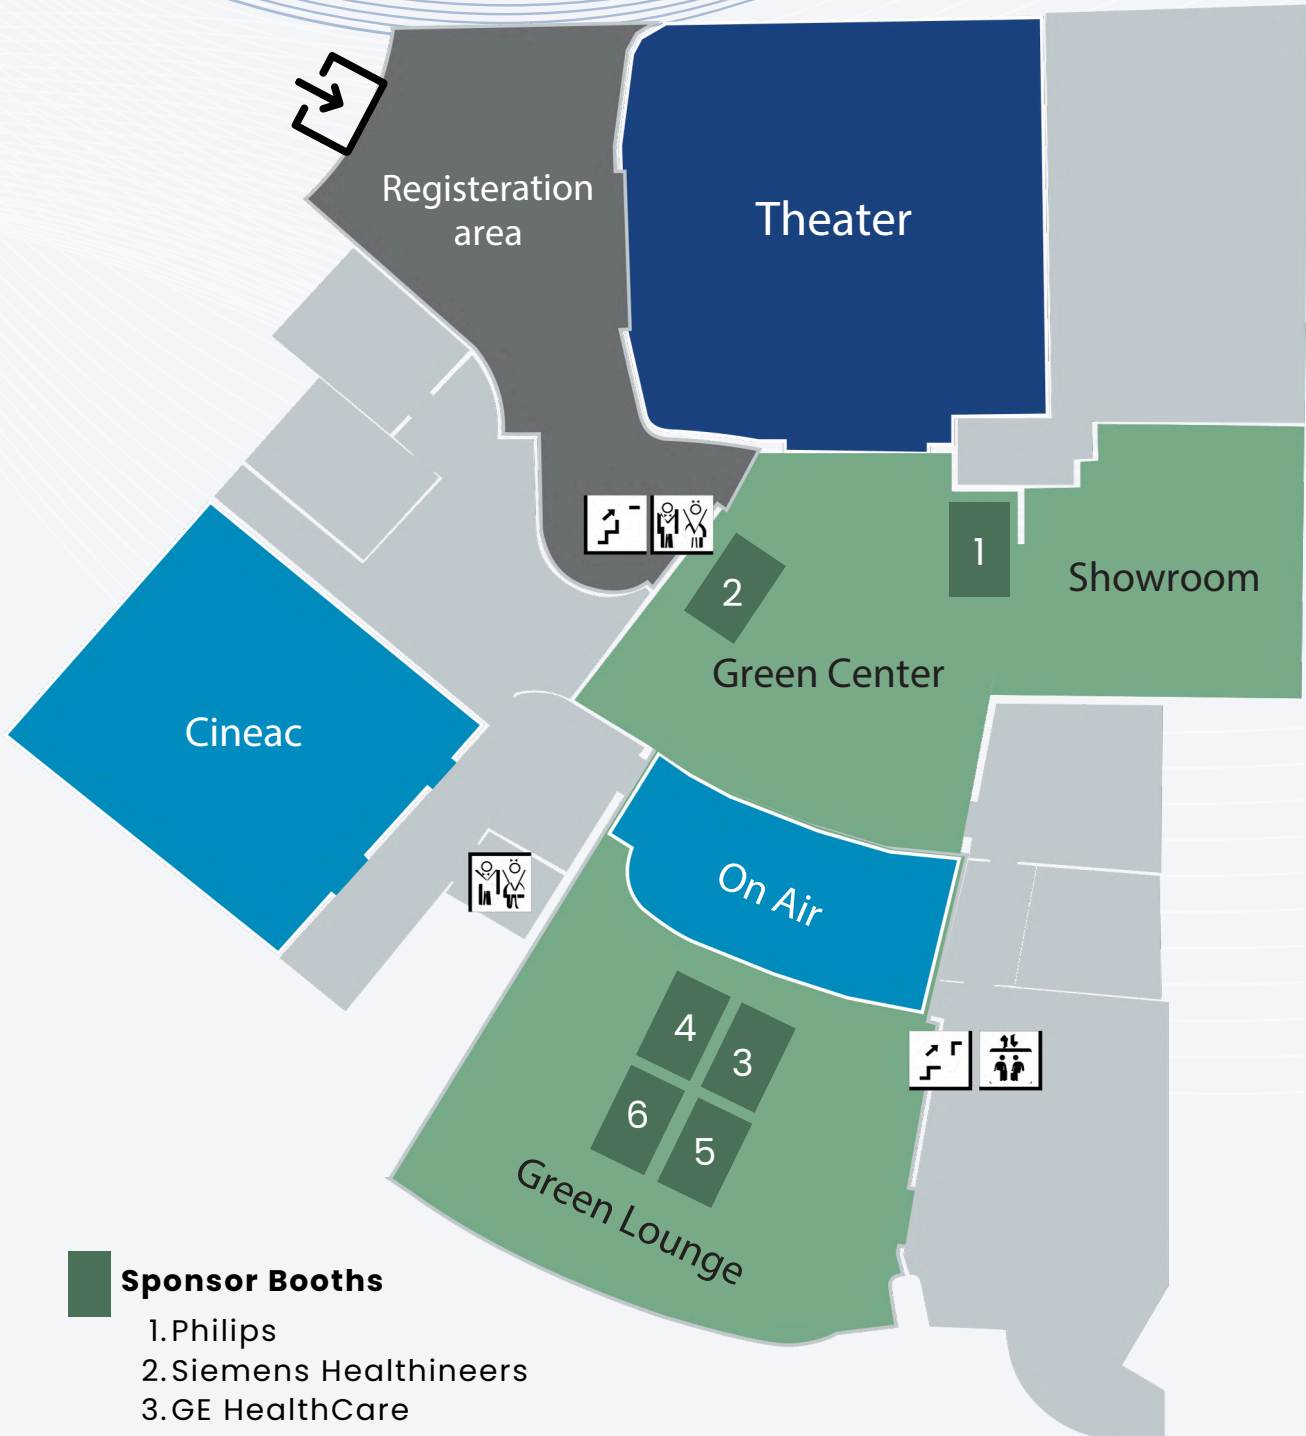 Registeration
area
Theater
1
Showroom
2
Green Center
Cineac
On Air
4
3
6
5
Green Lounge
Sponsor Booths
1. Philips
2. Siemens Healthineers
3. GE HealthCare